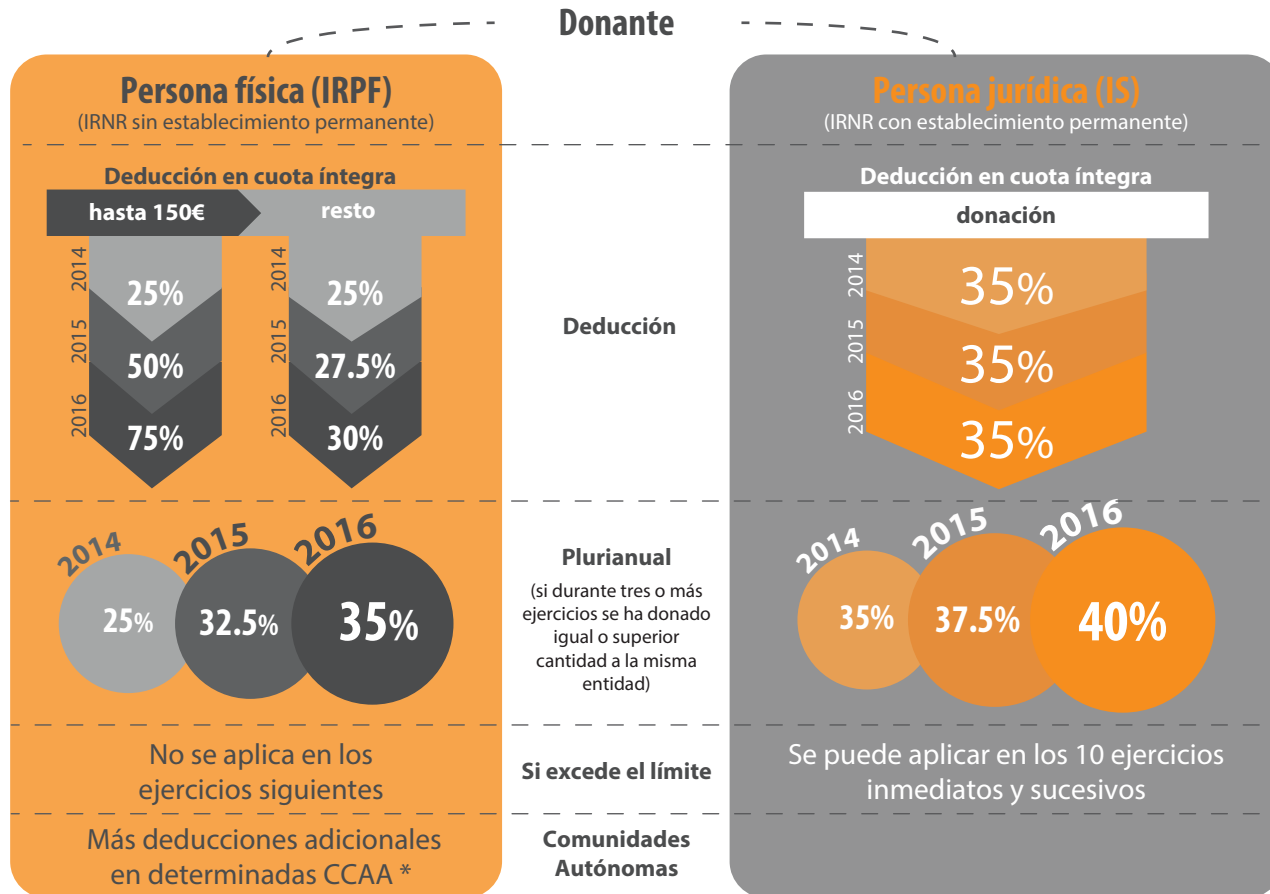 Donante
Persona física (IRPF)
(IRNR sin establecimiento permanente)
Deducción en cuota íntegra
hasta 150€
resto
2014
25%
2014
25%
2015
50%
2015
27.5%
2016
75%
2016
30%
Deducción
Persona jurídica (IS)
(IRNR con establecimiento permanente)
Deducción en cuota íntegra
donación
2014
35%
2015
35%
2016
35%
2014
25%
2015
32.5%
2016
35%
Plurianual
(si durante tres o más
ejercicios se ha donado
igual o superior
cantidad a la misma
entidad)
2014
35%
2015
37.5%
2016
40%
No se aplica en los
ejercicios siguientes
Si excede el límite
Se puede aplicar en los 10 ejercicios
inmediatos y sucesivos
Más deducciones adicionales
en determinadas CCAA *
Comunidades
Autónomas